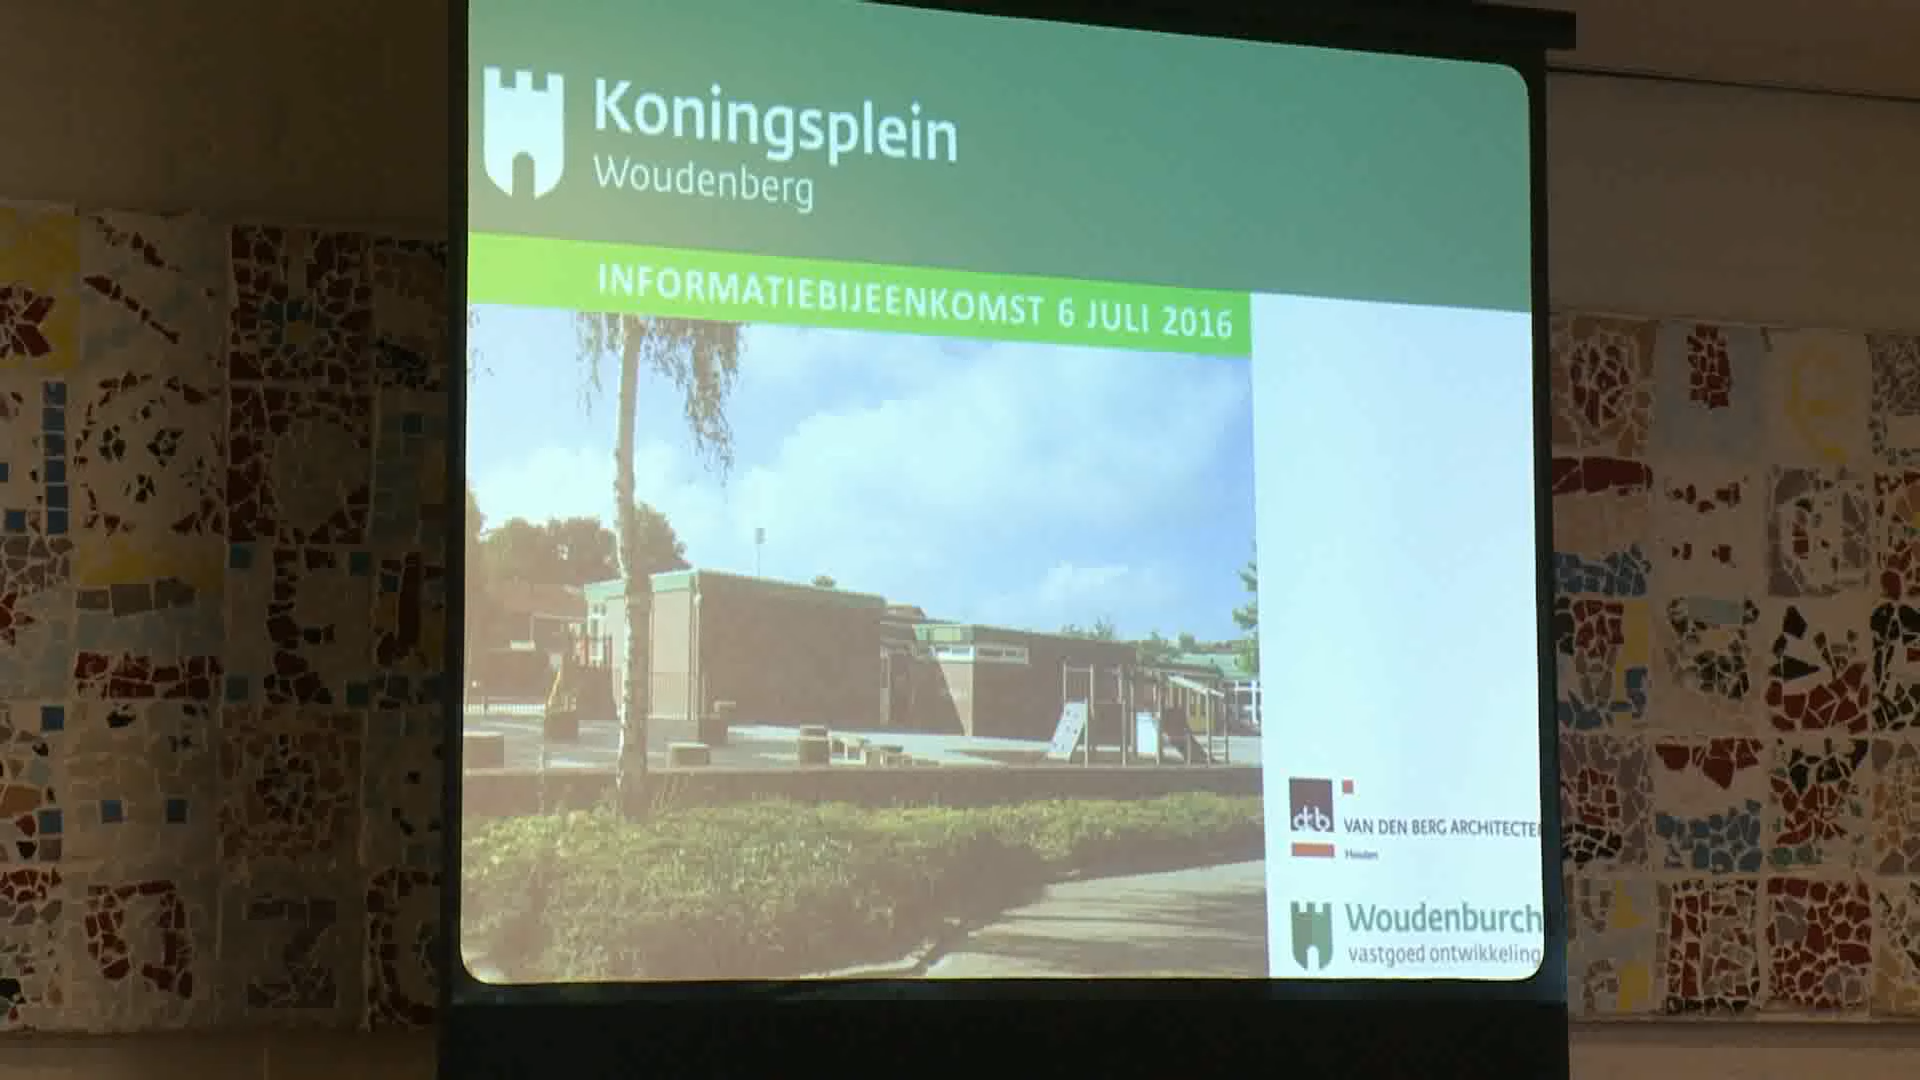 Koningsplein
Woudenberg
INFORMATIEBIJEENKOMST 6 JULI 2016
VAN DEN BERG ARCHITECTE
Houten
Woudenburch
vastgoed ontwikkeling